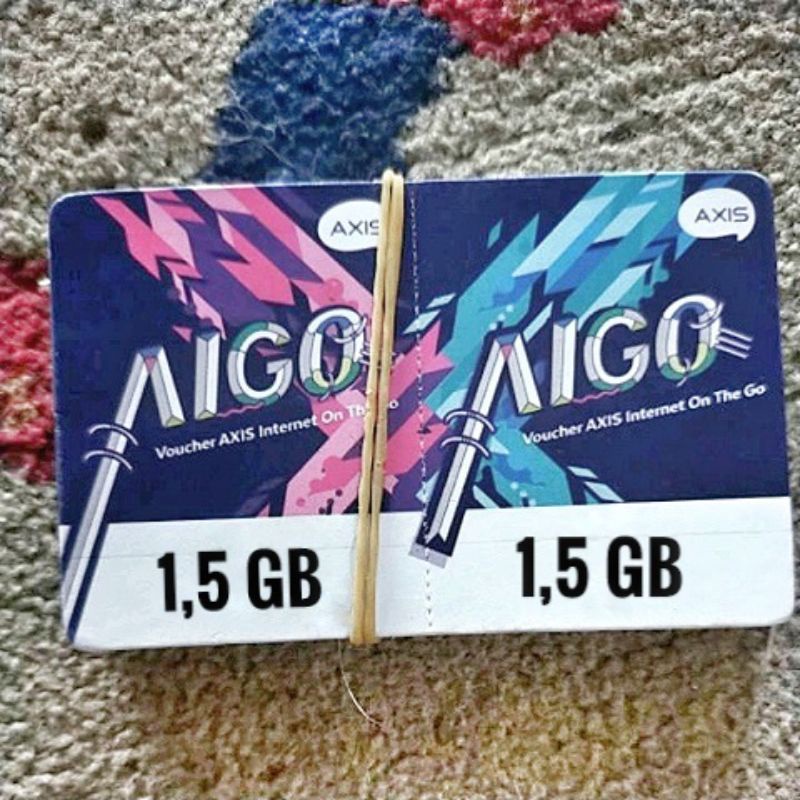 AXIS
AIGO
Voucher AXIS Internet On The Go
1,5 GB
AXIS
AIGO
Voucher AXIS Internet On The Go
1,5 GB